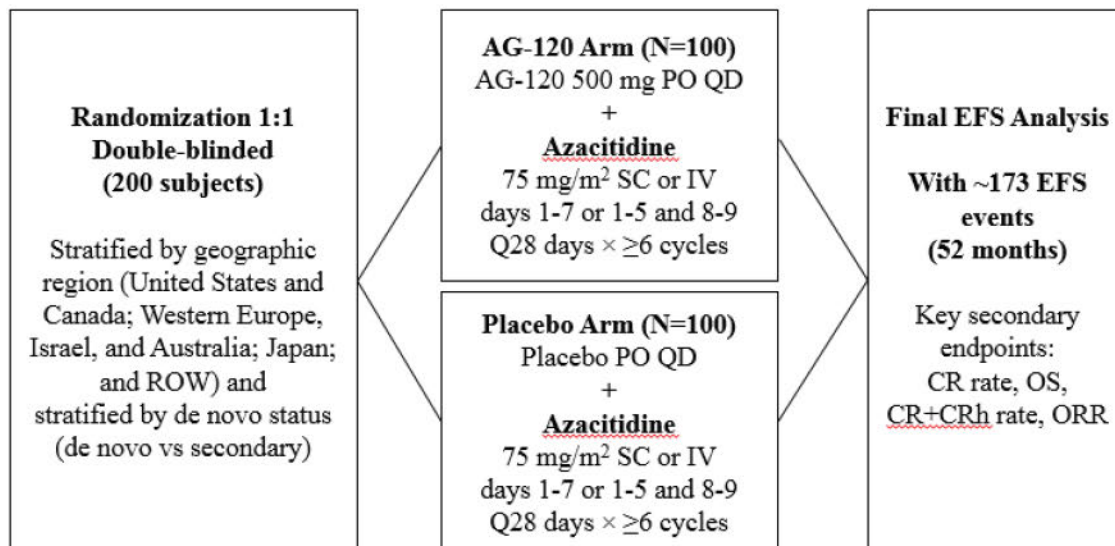 Randomization 1:1
Double-blinded
(200 subjects)
Stratified by geographic
region (United States and
Canada; Western Europe,
Israel, and Australia; Japan;
and ROW) and
stratified by de novo status
(de novo vs secondary)
AG-120 Arm (N=100)
AG-120 500 mg PO QD
+
Azacitidine
75 mg/m² SC or IV
days 1-7 or 1-5 and 8-9
Q28 days × ≥6 cycles
Placebo Arm (N=100)
Placebo PO QD
+
Azacitidine
75 mg/m² SC or IV
days 1-7 or 1-5 and 8-9
Q28 days × ≥6 cycles
Final EFS Analysis
With ~173 EFS
events
(52 months)
Key secondary
endpoints:
CR rate, OS,
CR+CRh rate, ORR